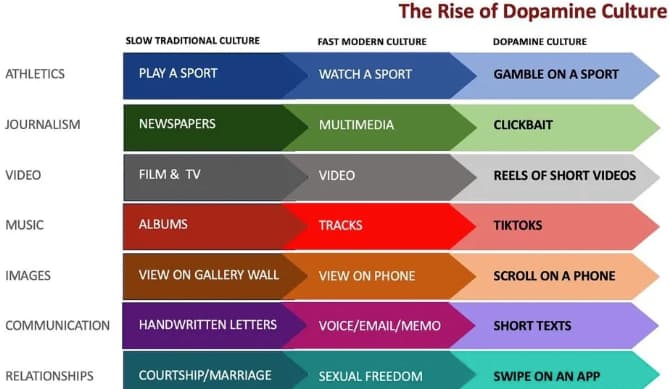 The Rise of Dopamine Culture
SLOW TRADITIONAL CULTURE FAST MODERN CULTURE DOPAMINE CULTURE
ATHLETICS PLAY A SPORT WATCH A SPORT GAMBLE ON A SPORT
JOURNALISM NEWSPAPERS MULTIMEDIA CLICKBAIT
VIDEO FILM & TV VIDEO REELS OF SHORT VIDEOS
MUSIC ALBUMS TRACKS TIKTOKS
IMAGES VIEW ON GALLERY WALL VIEW ON PHONE SCROLL ON A PHONE
COMMUNICATION HANDWRITTEN LETTERS VOICE/EMAIL/MEMO SHORT TEXTS
RELATIONSHIPS COURTSHIP/MARRIAGE SEXUAL FREEDOM SWIPE ON AN APP